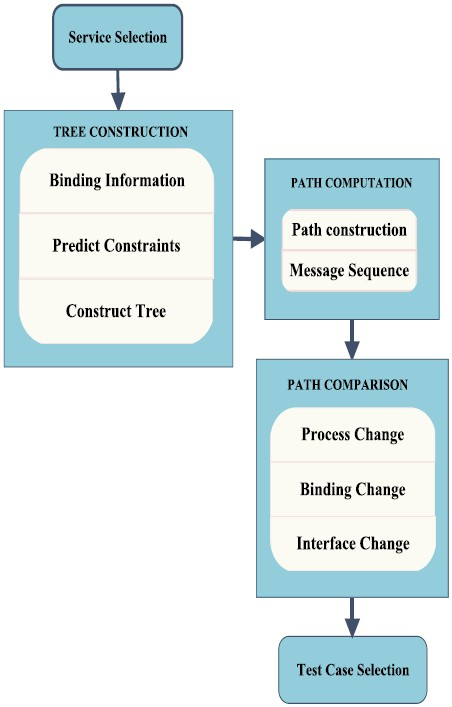 Service Selection
TREE CONSTRUCTION
Binding Information
Predict Constraints
Construct Tree
PATH COMPUTATION
Path construction
Message Sequence
PATH COMPARISON
Process Change
Binding Change
Interface Change
Test Case Selection